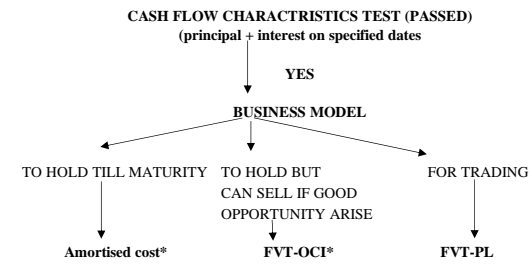 CASH FLOW CHARACTRISTICS TEST (PASSED)
(principal + interest on specified dates
YES
BUSINESS MODEL
TO HOLD TILL MATURITY
TO HOLD BUT
CAN SELL IF GOOD
OPPORTUNITY ARISE
FOR TRADING
Amortised cost*
FVT-OCI*
FVT-PL